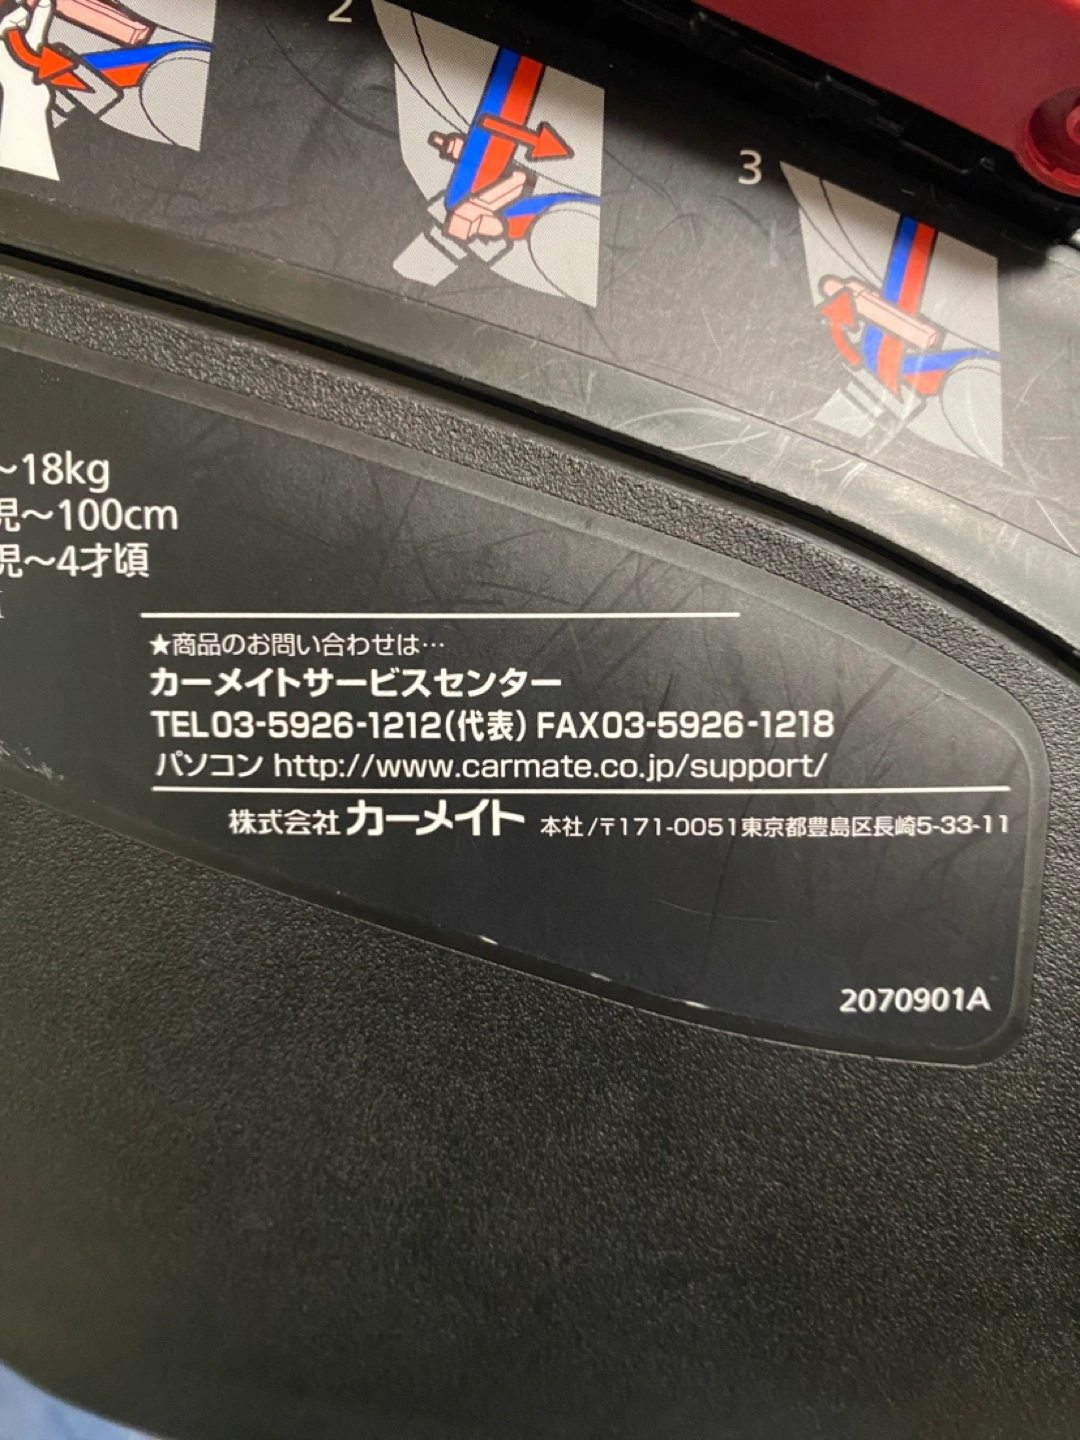 2
3
～18kg
児～100cm
児～4才頃
★商品のお問い合わせは…
カーメイトサービスセンター
TEL03-5926-1212(代表) FAX03-5926-1218
パソコン http://www.carmate.co.jp/support/
株式会社カーメイト 本社/〒171-0051東京都豊島区長崎5-33-11
2070901A